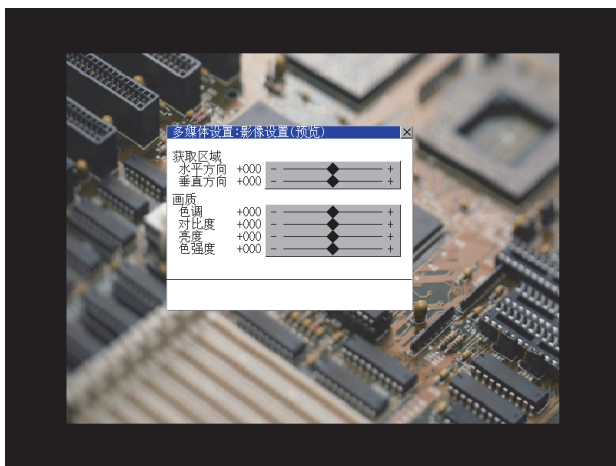 多媒体设置:影像设置(预览) ×
获取区域
水平方向 +000 - +
垂直方向 +000 - +
画质
色调 +000 - +
对比度 +000 - +
亮度 +000 - +
色强度 +000 - +